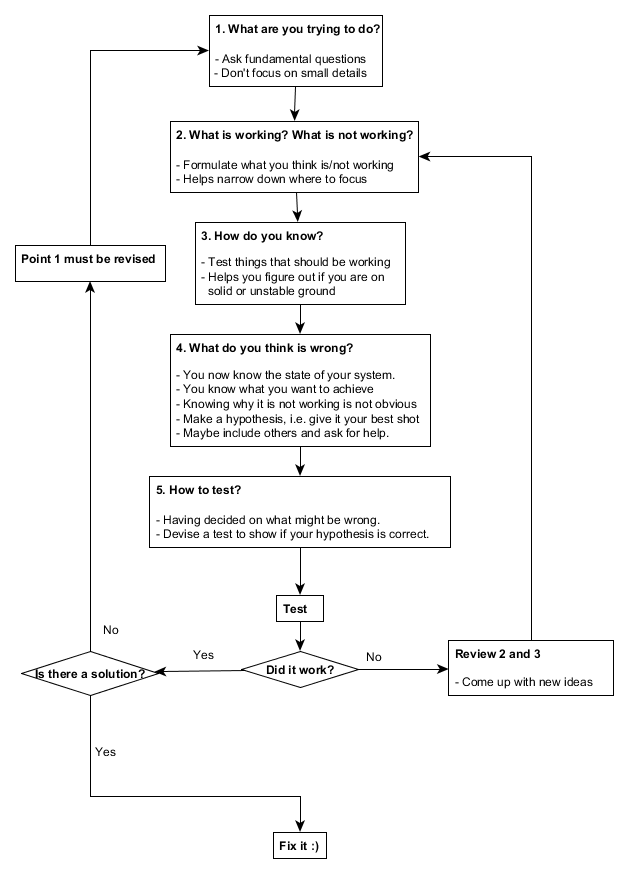 1. What are you trying to do?
- Ask fundamental questions
- Don't focus on small details
2. What is working? What is not working?
- Formulate what you think is/not working
- Helps narrow down where to focus
3. How do you know?
- Test things that should be working
- Helps you figure out if you are on
solid or unstable ground
Point 1 must be revised
4. What do you think is wrong?
- You now know the state of your system.
- You know what you want to achieve
- Knowing why it is not working is not obvious
- Make a hypothesis, i.e. give it your best shot
- Maybe include others and ask for help.
5. How to test?
- Having decided on what might be wrong.
- Devise a test to show if your hypothesis is correct.
Test
No
Is there a solution?
Yes
Did it work?
No
Review 2 and 3
- Come up with new ideas
Yes
Fix it :)